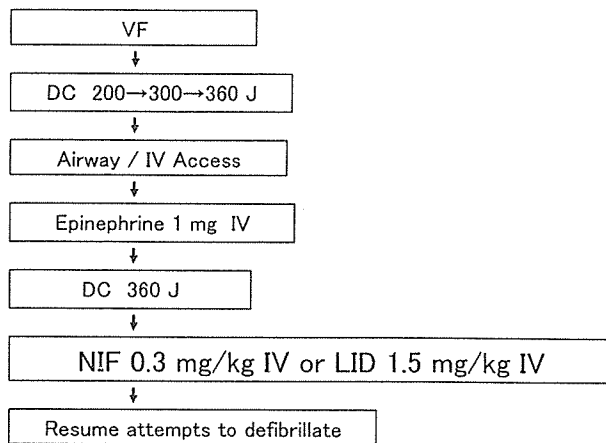 VF
DC 200→300→360 J
Airway / IV Access
Epinephrine 1 mg IV
DC 360 J
NIF 0.3 mg/kg IV or LID 1.5 mg/kg IV
Resume attempts to defibrillate